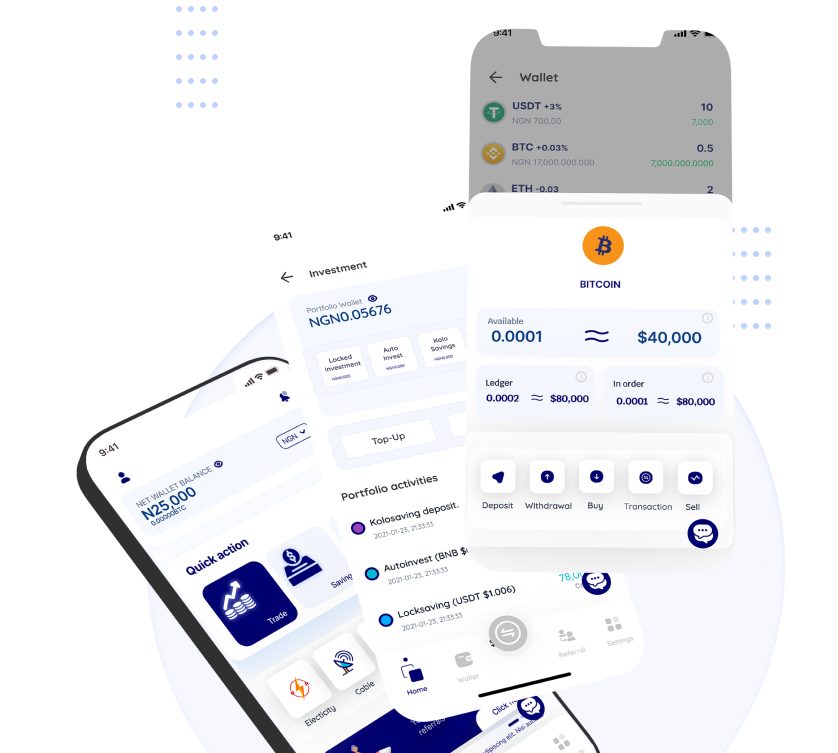 9:41
Wallet
USDT +3% 10
NGN 700.00 7,000
BTC +0.03% 0.5
NGN 17,000.000.000 7,000.000.0000
ETH -0.03 2
BITCOIN
Available
0.0001 $40,000
Ledger
0.0002 $80,000
In order
0.0001 $80,000
Deposit Withdrawal Buy Transaction Sell
9:41
Investment
Portfolio Wallet
NGN0.05676
Locked
investment
Auto
Invest
Kolo
Savings
Top-Up
Portfolio activities
Kolosaving deposit.
2021-01-23, 21:33:33
Autoinvest (BNB $
2021-01-23, 21:33:33
Locksaving (USDT $1.006)
2021-01-23, 21:33:33
Home Wallet Referral Settings
9:41
NGN
NET WALLET BALANCE
N25,000
0.00000BTC
Quick action
Trade
Saving
Electicity
Cable